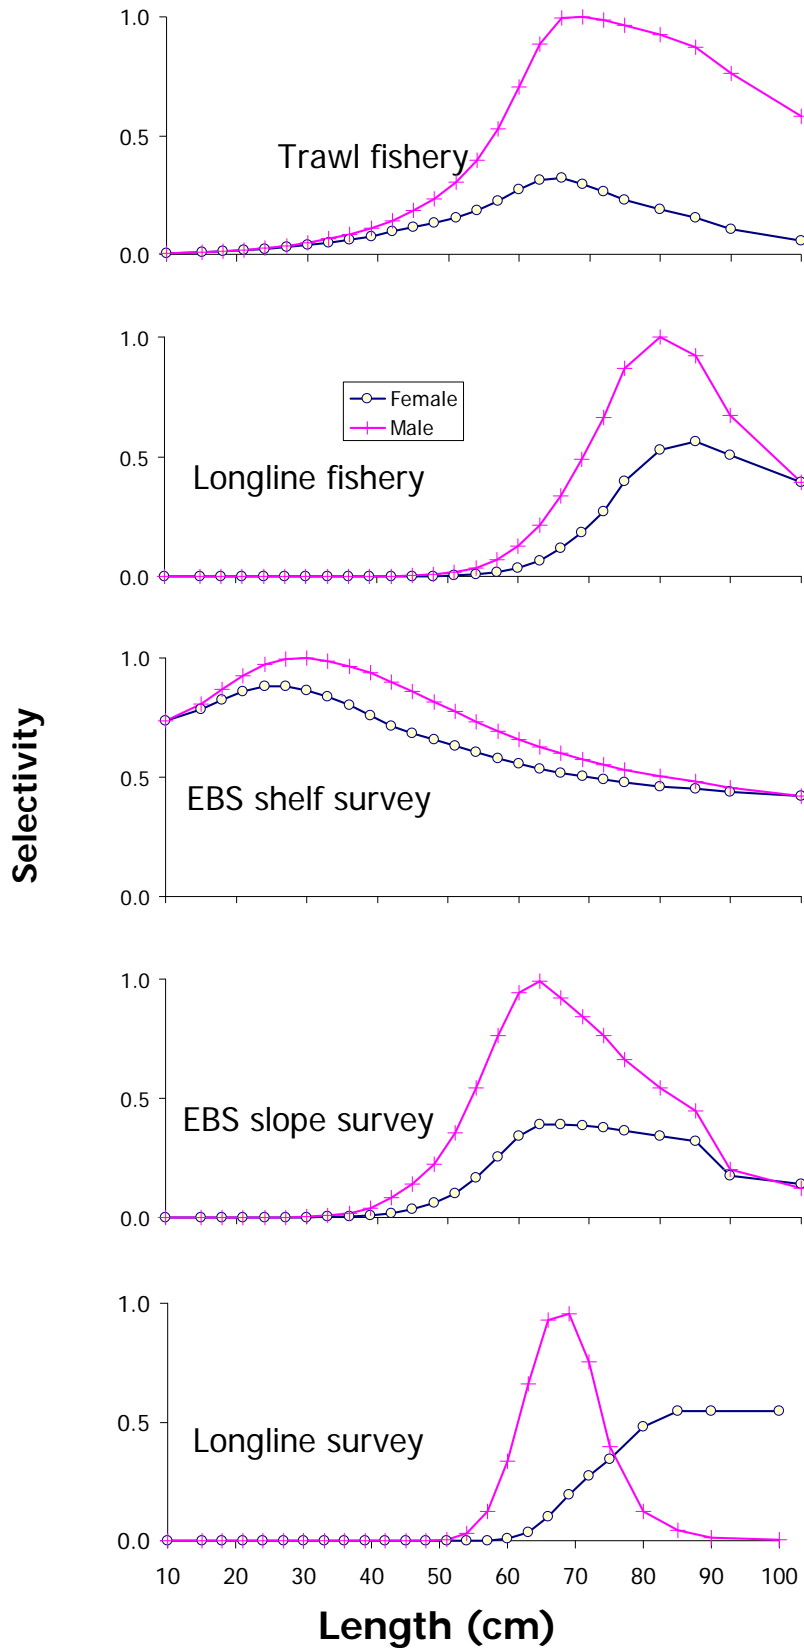 1.0
0.5
Trawl fishery
0.0
1.0
Female
Male
0.5
Longline fishery
0.0
1.0
0.5
EBS shelf survey
0.0
Selectivity
1.0
0.5
EBS slope survey
0.0
1.0
0.5
Longline survey
0.0
10 20 30 40 50 60 70 80 90 100
Length (cm)